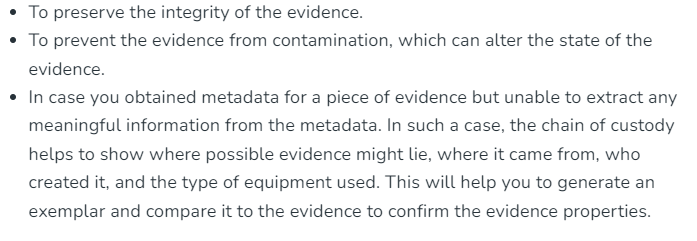 • To preserve the integrity of the evidence.
• To prevent the evidence from contamination, which can alter the state of the
evidence.
• In case you obtained metadata for a piece of evidence but unable to extract any
meaningful information from the metadata. In such a case, the chain of custody
helps to show where possible evidence might lie, where it came from, who
created it, and the type of equipment used. This will help you to generate an
exemplar and compare it to the evidence to confirm the evidence properties.